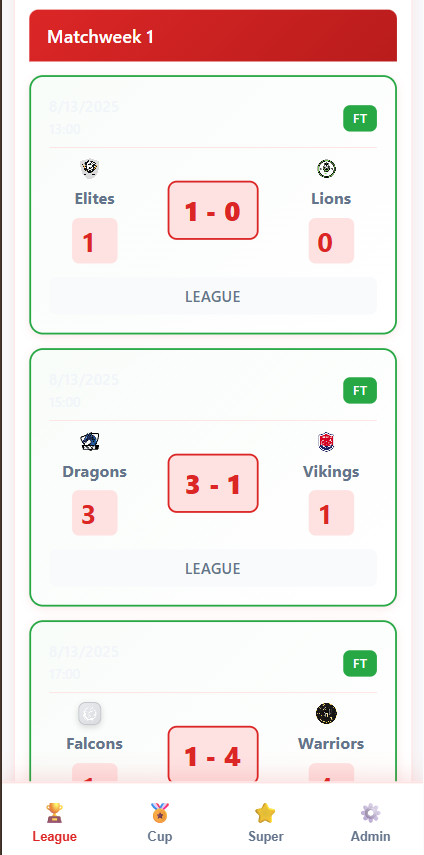 Matchweek 1
8/13/2025
13:00
FT
Elites
1 - 0
Lions
1
0
LEAGUE
8/13/2025
15:00
FT
Dragons
3 - 1
Vikings
3
1
LEAGUE
8/13/2025
17:00
FT
Falcons
1 - 4
Warriors
League
Cup
Super
Admin